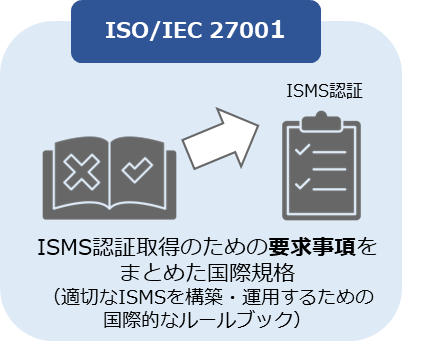 ISO/IEC 27001
ISMS認証
ISMS認証取得のための要求事項を
まとめた国際規格
（適切なISMSを構築・運用するための
国際的なルールブック）